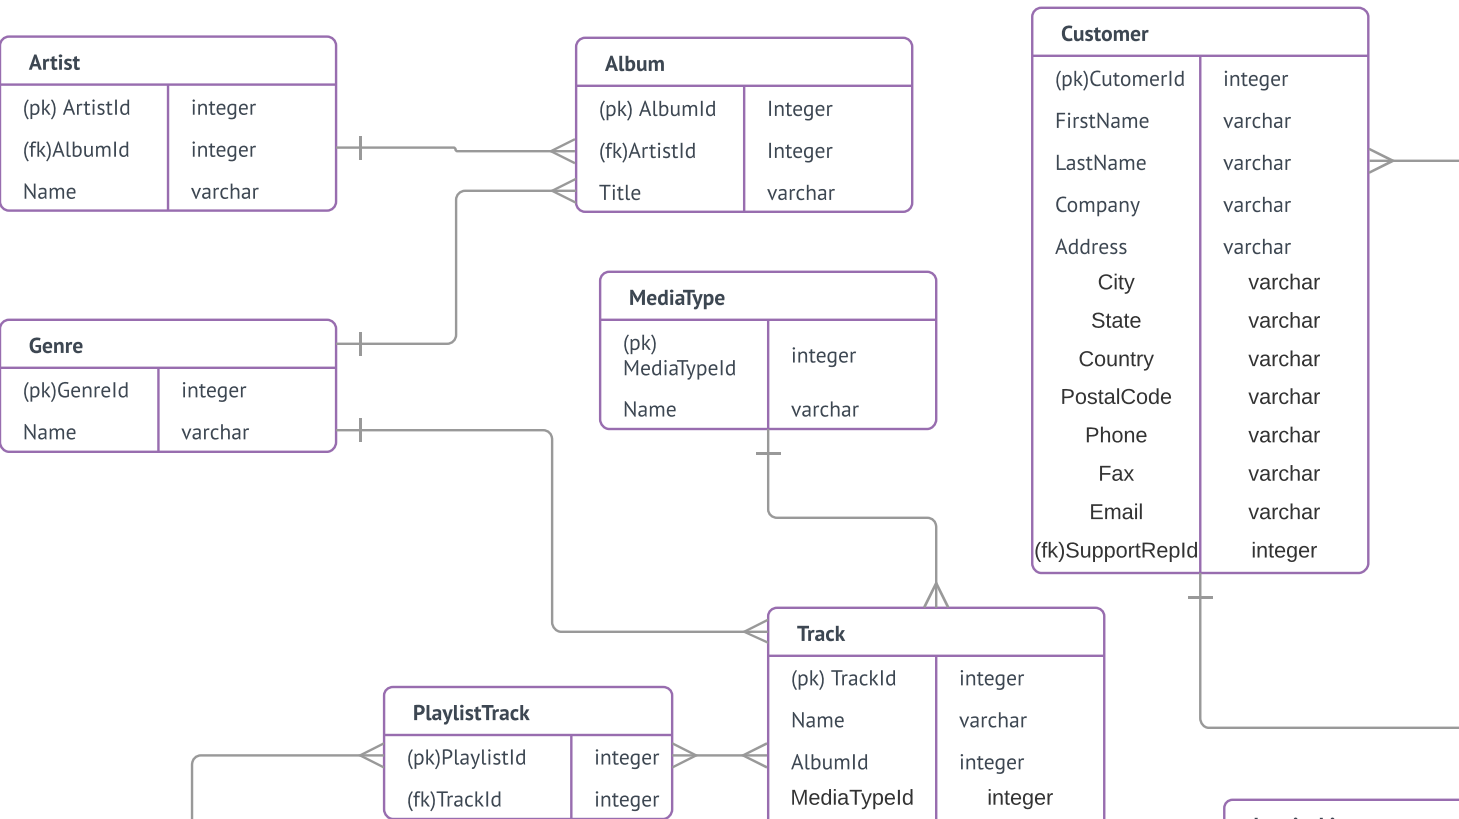 Artist
(pk) ArtistId integer
(fk)AlbumId integer
Name varchar
Album
(pk) AlbumId Integer
(fk)ArtistId Integer
Title varchar
Customer
(pk)CutomerId integer
FirstName varchar
LastName varchar
Company varchar
Address varchar
City varchar
State varchar
Country varchar
PostalCode varchar
Phone varchar
Fax varchar
Email varchar
(fk)SupportRepId integer
MediaType
(pk)
MediaTypeId integer
Name varchar
Genre
(pk)GenreId integer
Name varchar
Track
(pk) TrackId integer
Name varchar
AlbumId integer
MediaTypeId integer
PlaylistTrack
(pk)PlaylistId integer
(fk)TrackId integer